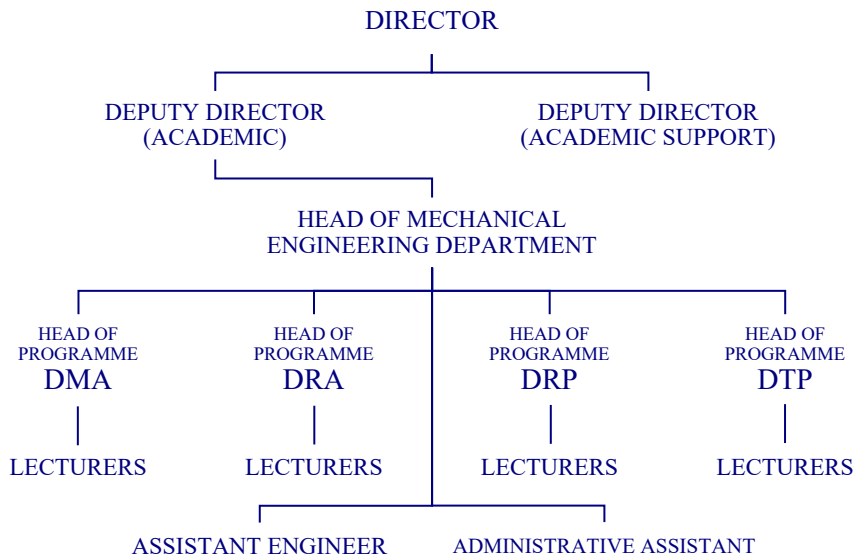 DIRECTOR
DEPUTY DIRECTOR
(ACADEMIC)
DEPUTY DIRECTOR
(ACADEMIC SUPPORT)
HEAD OF MECHANICAL
ENGINEERING DEPARTMENT
HEAD OF
PROGRAMME
DMA
HEAD OF
PROGRAMME
DRA
HEAD OF
PROGRAMME
DRP
HEAD OF
PROGRAMME
DTP
LECTURERS
LECTURERS
LECTURERS
LECTURERS
ASSISTANT ENGINEER
ADMINISTRATIVE ASSISTANT